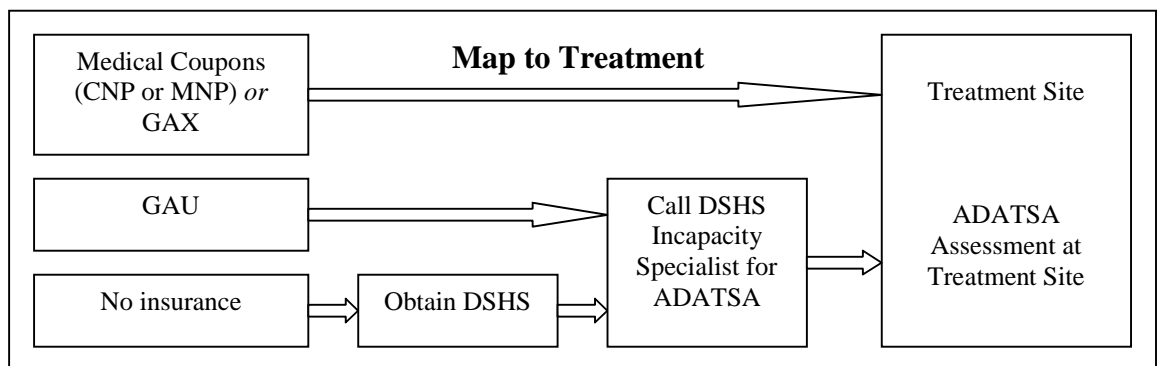 Map to Treatment
Medical Coupons
(CNP or MNP) or
GAX
Treatment Site
GAU
Call DSHS
Incapacity
Specialist for
ADATSA
ADATSA
Assessment at
Treatment Site
No insurance
Obtain DSHS